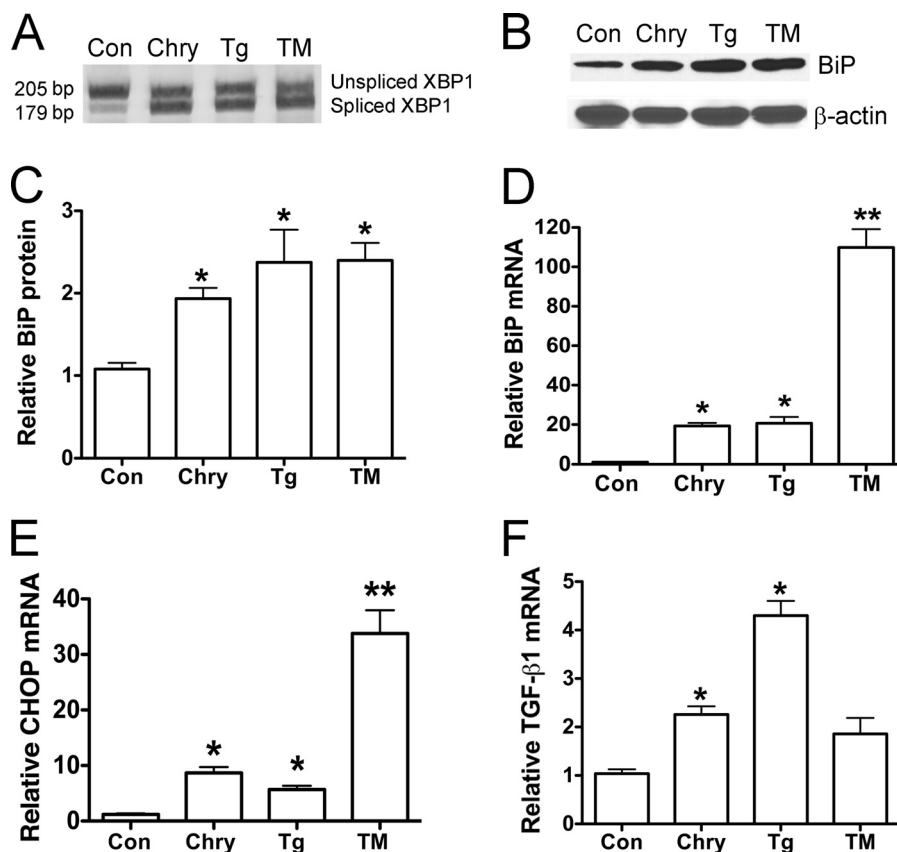 A
Con Chry Tg TM
205 bp
179 bp
Unspliced XBP1
Spliced XBP1
B
Con Chry Tg TM
BiP
β-actin
C
Relative BiP protein
3
2
1
0
*
*
*
Con Chry Tg TM
D
Relative BiP mRNA
120
100
80
60
40
20
0
*
*
**
Con Chry Tg TM
E
Relative CHOP mRNA
40
30
20
10
0
*
*
**
Con Chry Tg TM
F
Relative TGF-β1 mRNA
5
4
3
2
1
0
*
*
Con Chry Tg TM